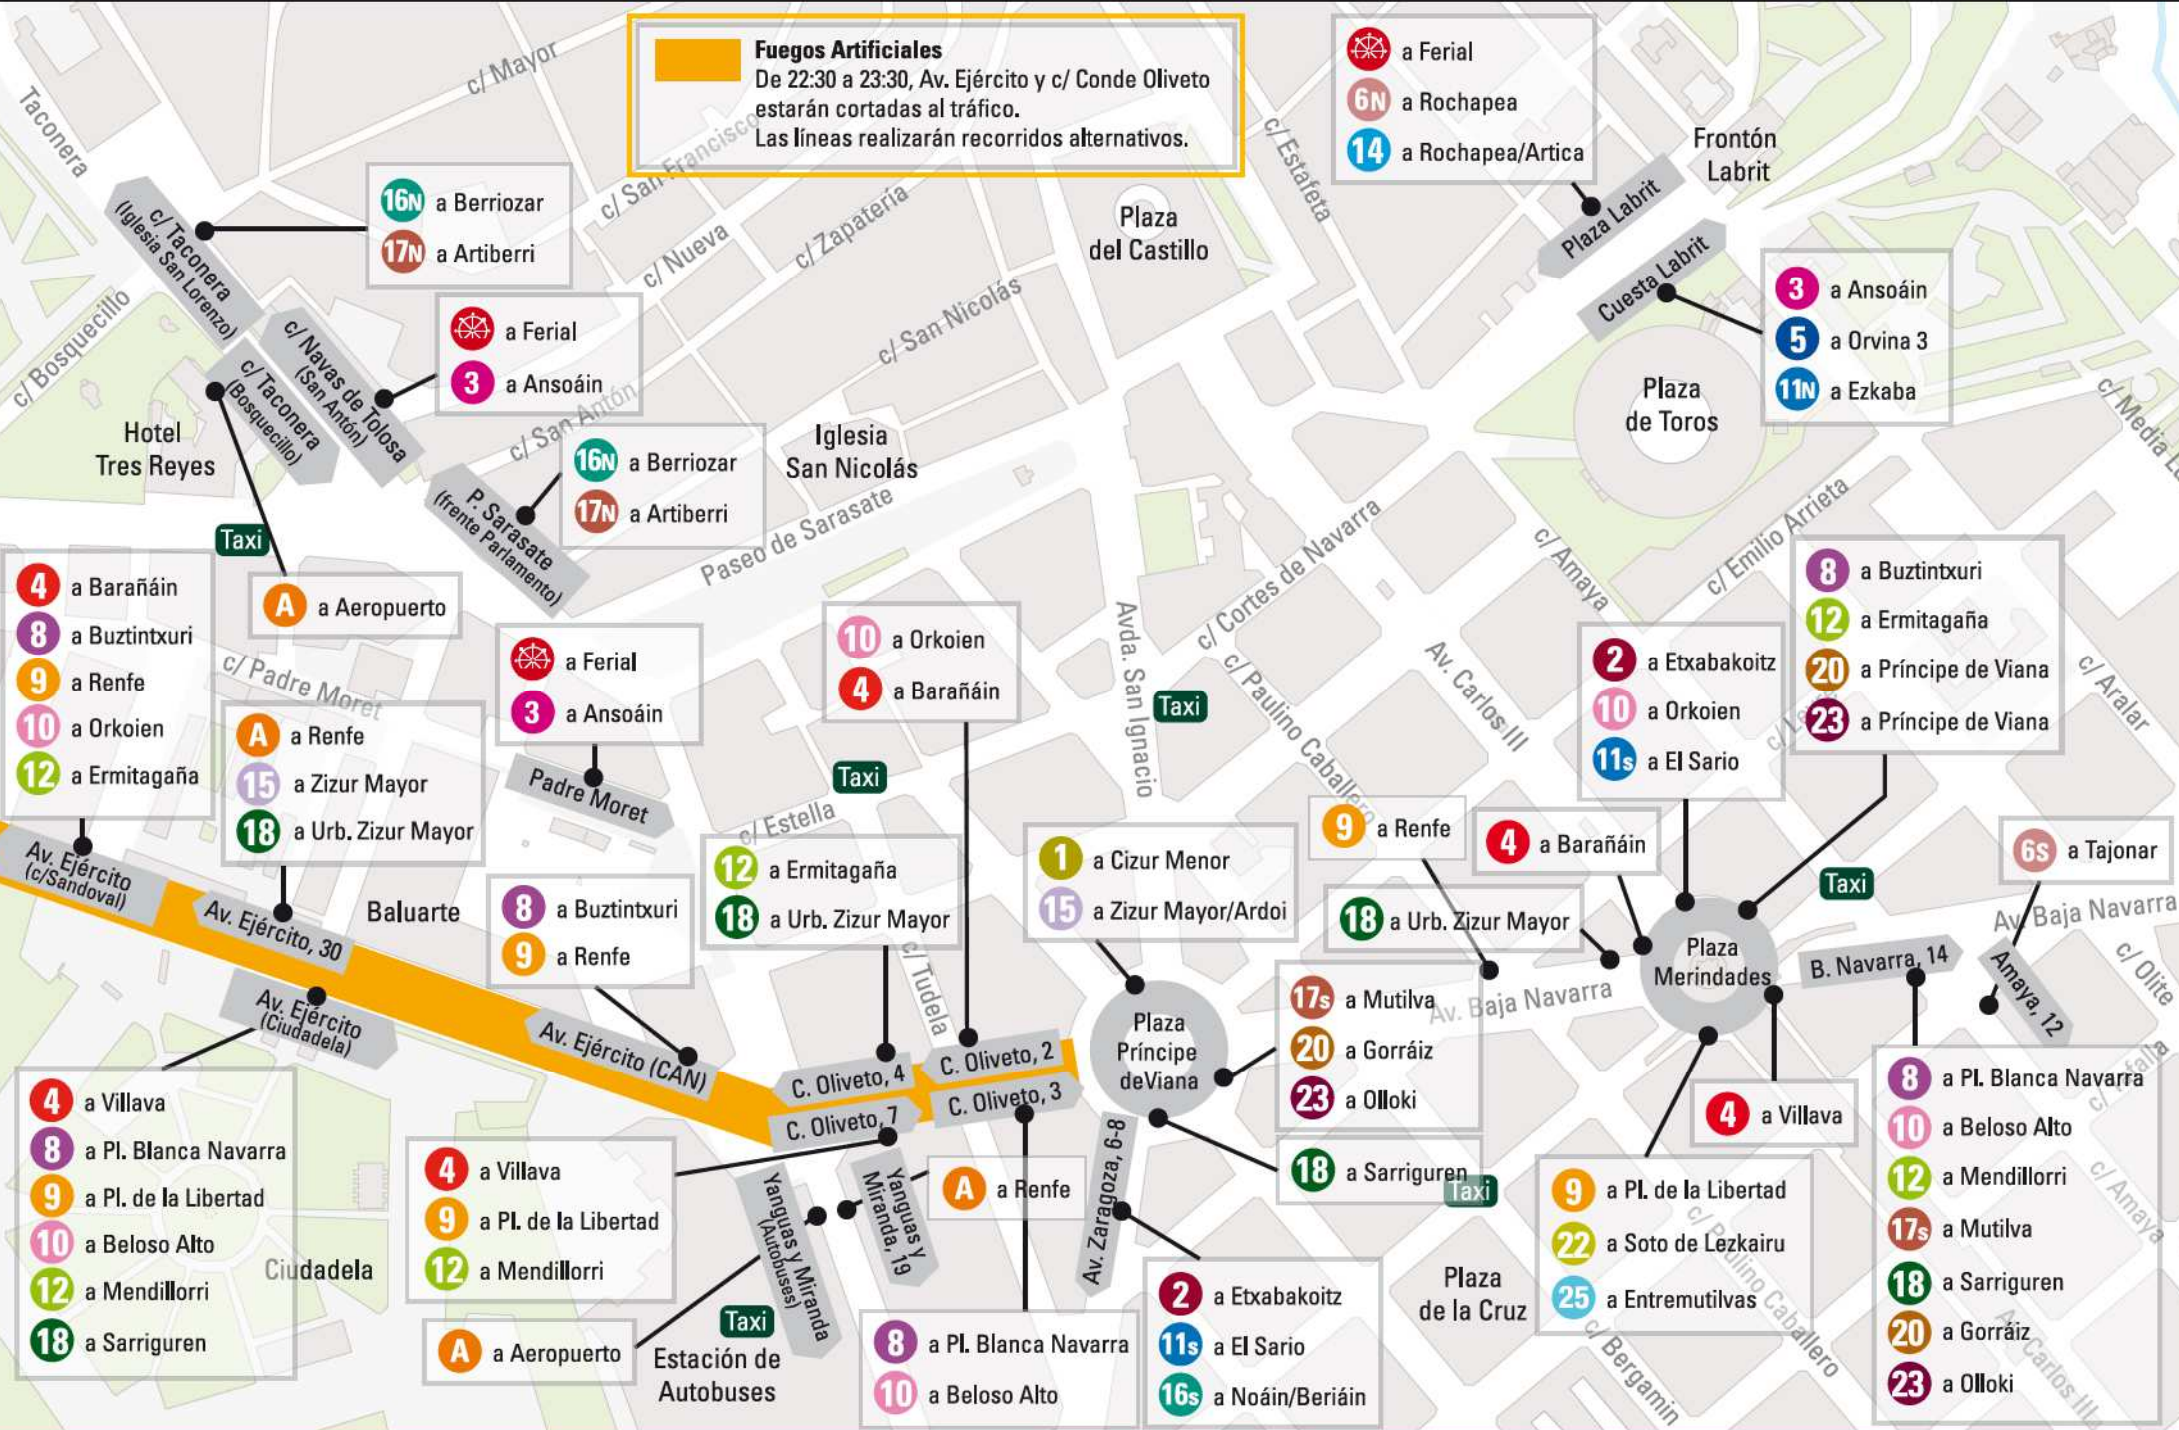 Fuegos Artificiales
De 22:30 a 23:30, Av. Ejército y c/ Conde Oliveto
estarán cortadas al tráfico.
Las líneas realizarán recorridos alternativos.
a Ferial
6N a Rochapea
14 a Rochapea/Artica
Plaza Labrit
Frontón
Labrit
Cuesta Labrit
3 a Ansoáin
5 a Orvina 3
11N a Ezkaba
Taconera
c/ Mayor
c/ San Francisco
c/ Nueva
c/ Zapatería
c/ San Nicolás
c/ Estafeta
Plaza
del Castillo
16N a Berriozar
17N a Artiberri
c/ Taconera
(Iglesia San Lorenzo)
c/ Bosquecillo
a Ferial
3 a Ansoáin
c/ Navas de Tolosa
(San Antón)
c/ Taconera
(Bosquecillo)
c/ San Antón
Hotel
Tres Reyes
Taxi
A a Aeropuerto
16N a Berriozar
17N a Artiberri
P. Sarasate
(frente Parlamento)
Iglesia
San Nicolás
Paseo de Sarasate
Plaza
de Toros
c/ Amaya
c/ Emilio Arrieta
c/ Cortes de Navarra
Avda. San Ignacio
c/ Paulino Caballero
Av. Carlos III
c/ Aralar
4 a Barañáin
8 a Buztintxuri
9 a Renfe
10 a Orkoien
12 a Ermitagaña
Av. Ejército
(c/Sandoval)
c/ Padre Moret
A a Renfe
15 a Zizur Mayor
18 a Urb. Zizur Mayor
Av. Ejército, 30
a Ferial
3 a Ansoáin
Padre Moret
10 a Orkoien
4 a Barañáin
Taxi
Taxi
c/ Estella
2 a Etxabakoitz
10 a Orkoien
11s a El Sario
8 a Buztintxuri
12 a Ermitagaña
20 a Príncipe de Viana
23 a Príncipe de Viana
Baluarte
8 a Buztintxuri
9 a Renfe
Av. Ejército (CAN)
12 a Ermitagaña
18 a Urb. Zizur Mayor
c/ Tudela
1 a Cizur Menor
15 a Zizur Mayor/Ardoi
9 a Renfe
4 a Barañáin
18 a Urb. Zizur Mayor
Taxi
6s a Tajonar
Av. Baja Navarra
c/ Olite
Plaza
Merindades
B. Navarra, 14
Amaya, 12
Av. Baja Navarra
Av. Ejército
(Ciudadela)
C. Oliveto, 4
C. Oliveto, 2
C. Oliveto, 7
C. Oliveto, 3
Plaza
Príncipe
deViana
17s a Mutilva
20 a Gorráiz
23 a Olloki
18 a Sarriguren
Taxi
4 a Villava
4 a Villava
8 a Pl. Blanca Navarra
9 a Pl. de la Libertad
10 a Beloso Alto
12 a Mendillorri
18 a Sarriguren
Ciudadela
4 a Villava
9 a Pl. de la Libertad
12 a Mendillorri
A a Aeropuerto
Yanguas y Miranda
(Autobuses)
Yanguas y
Miranda, 19
A a Renfe
Taxi
Estación de
Autobuses
8 a Pl. Blanca Navarra
10 a Beloso Alto
Av. Zaragoza, 6-8
2 a Etxabakoitz
11s a El Sario
16s a Noáin/Beriáin
Plaza
de la Cruz
9 a Pl. de la Libertad
22 a Soto de Lezkairu
25 a Entremutilvas
c/ Paulino Caballero
c/ Bergamin
8 a Pl. Blanca Navarra
10 a Beloso Alto
12 a Mendillorri
17s a Mutilva
18 a Sarriguren
20 a Gorráiz
23 a Olloki
c/ Amaya
Av. Carlos III